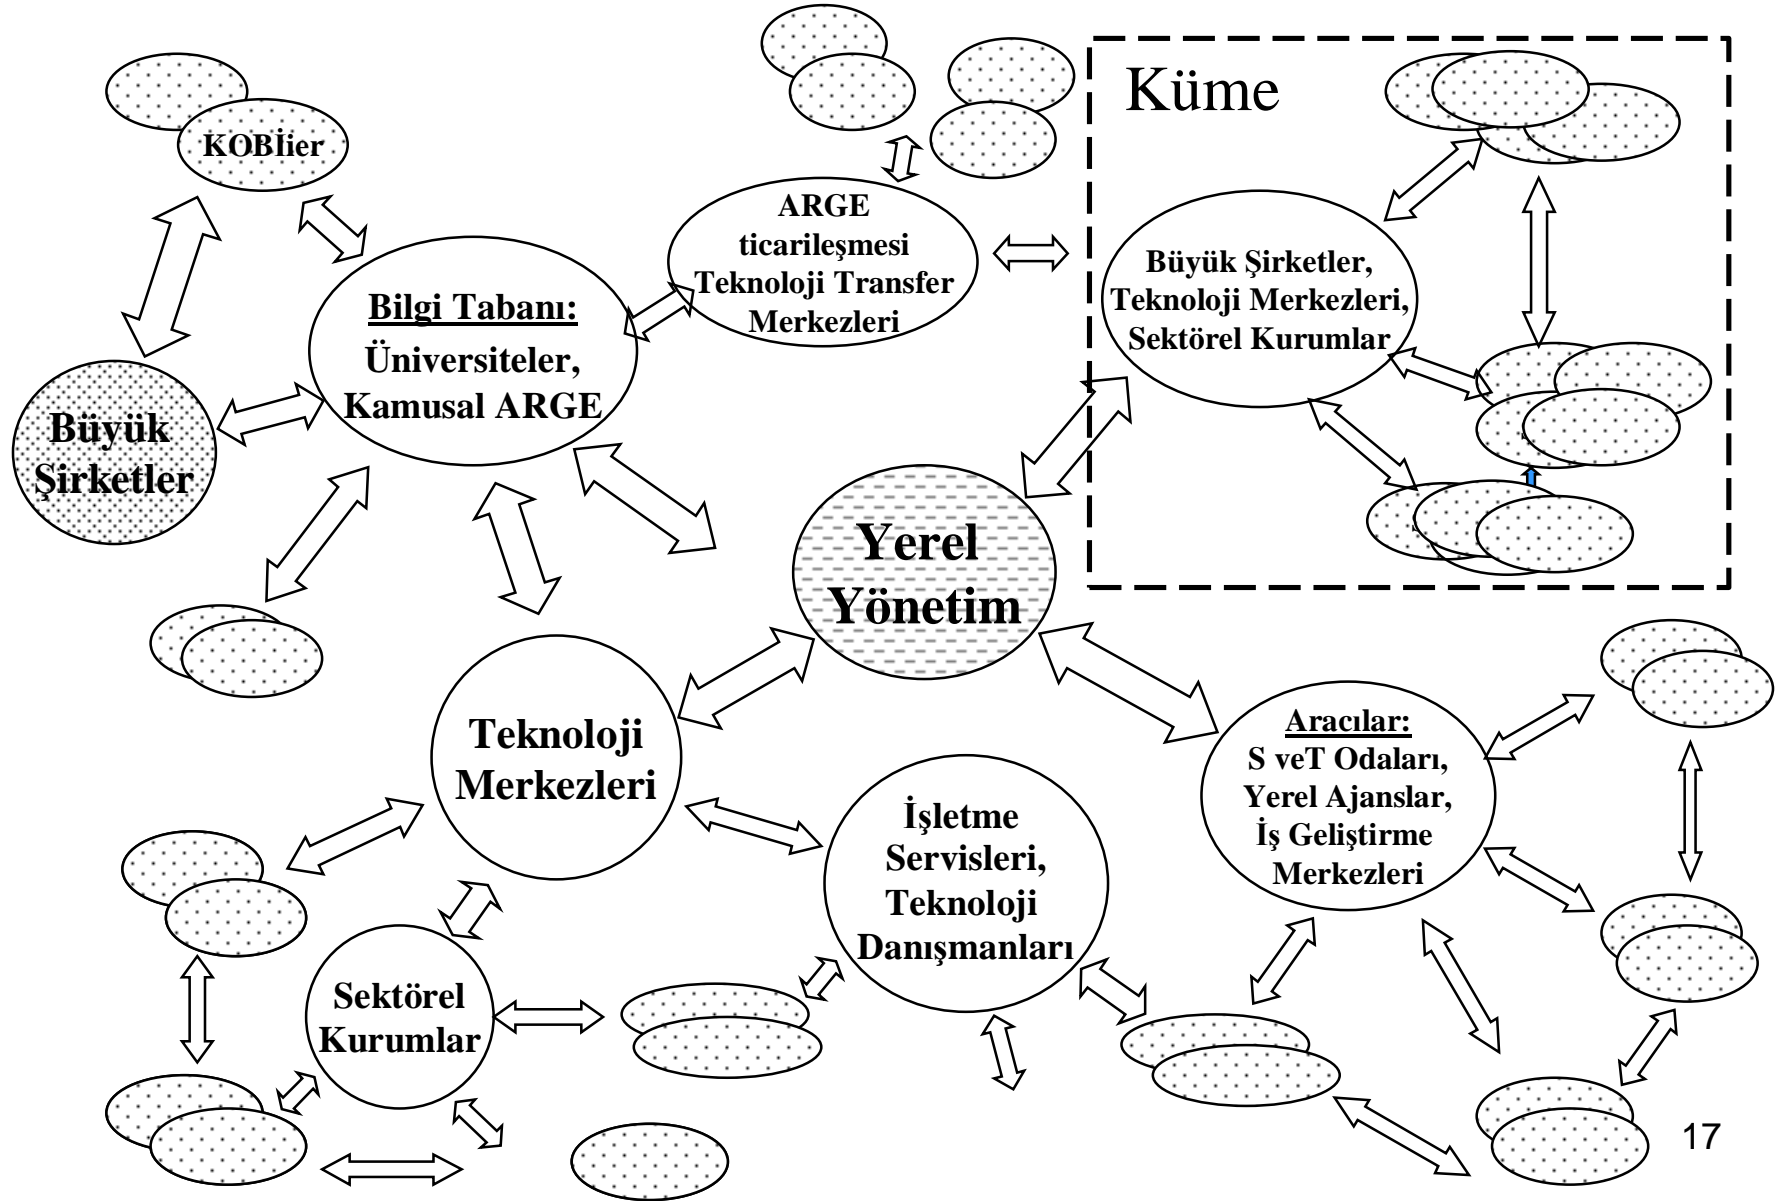 Küme
KOBİier
ARGE
ticarileşmesi
Teknoloji Transfer
Merkezleri
Büyük Şirketler,
Teknoloji Merkezleri,
Sektörel Kurumlar
Bilgi Tabanı:
Üniversiteler,
Kamusal ARGE
Büyük
Şirketler
Yerel
Yönetim
Teknoloji
Merkezleri
Aracılar:
S veT Odaları,
Yerel Ajanslar,
İş Geliştirme
Merkezleri
İşletme
Servisleri,
Teknoloji
Danışmanları
Sektörel
Kurumlar
17